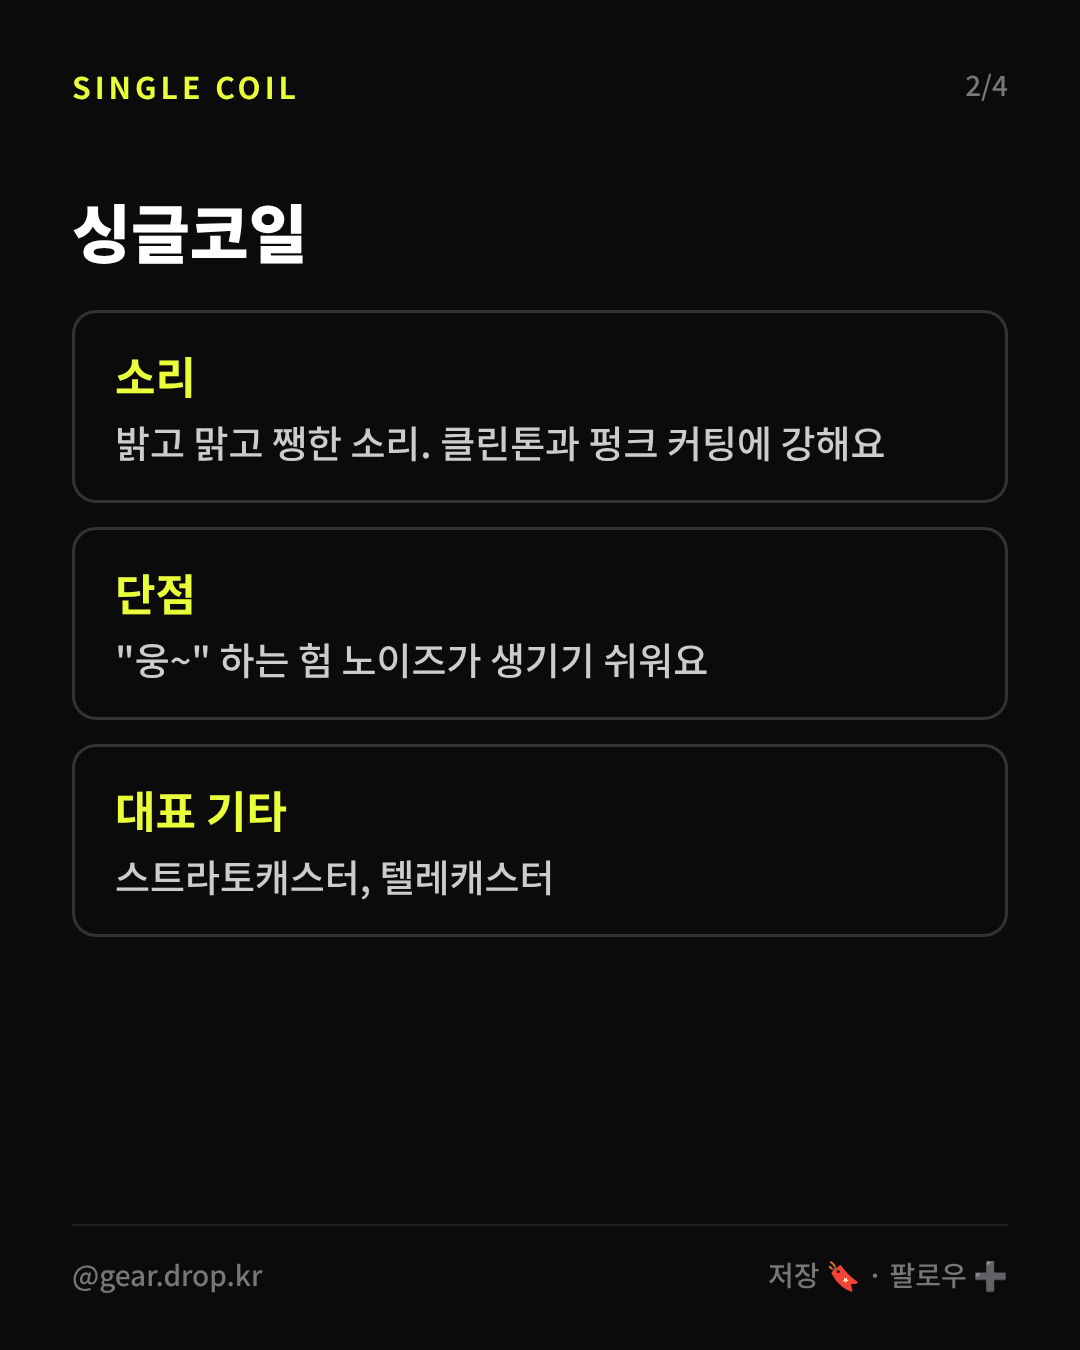 SINGLE COIL
2/4
싱글코일
소리
밝고 맑고 쨍한 소리. 클린톤과 펑크 커팅에 강해요
단점
"웅~" 하는 험 노이즈가 생기기 쉬워요
대표 기타
스트라토캐스터, 텔레캐스터
@gear.drop.kr
저장 🔖 · 팔로우 ➕